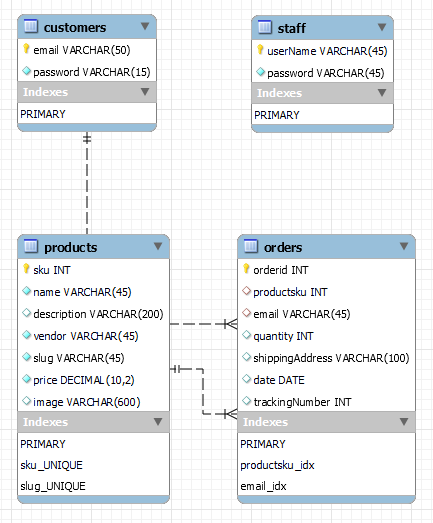 customers
email VARCHAR(50)
password VARCHAR(15)
Indexes
PRIMARY
staff
userName VARCHAR(45)
password VARCHAR(45)
Indexes
PRIMARY
products
sku INT
name VARCHAR(45)
description VARCHAR(200)
vendor VARCHAR(45)
slug VARCHAR(45)
price DECIMAL(10,2)
image VARCHAR(600)
Indexes
PRIMARY
sku_UNIQUE
slug_UNIQUE
orders
orderid INT
productsku INT
email VARCHAR(45)
quantity INT
shippingAddress VARCHAR(100)
date DATE
trackingNumber INT
Indexes
PRIMARY
productsku_idx
email_idx